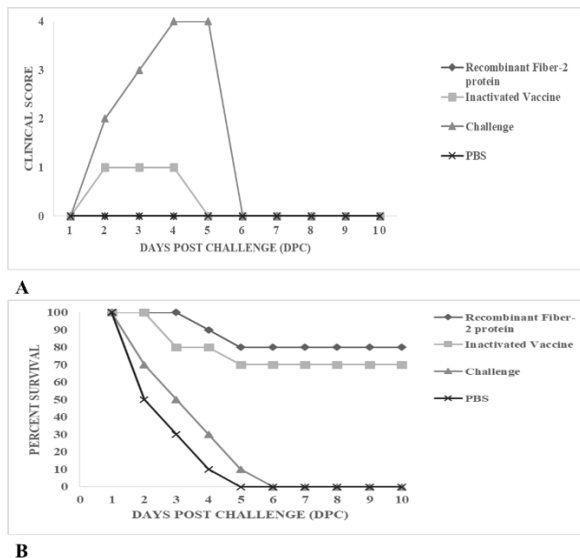 4
3
2
1
0
CLINICAL SCORE
1 2 3 4 5 6 7 8 9 10
DAYS POST CHALLENGE (DPC)
Recombinant Fiber-2
protein
Inactivated Vaccine
Challenge
PBS
A
100
90
80
70
60
50
40
30
20
10
0
PERCENT SURVIVAL
0 1 2 3 4 5 6 7 8 9 10
DAYS POST CHALLENGE (DPC)
Recombinant Fiber-
2 protein
Inactivated Vaccine
Challenge
PBS
B